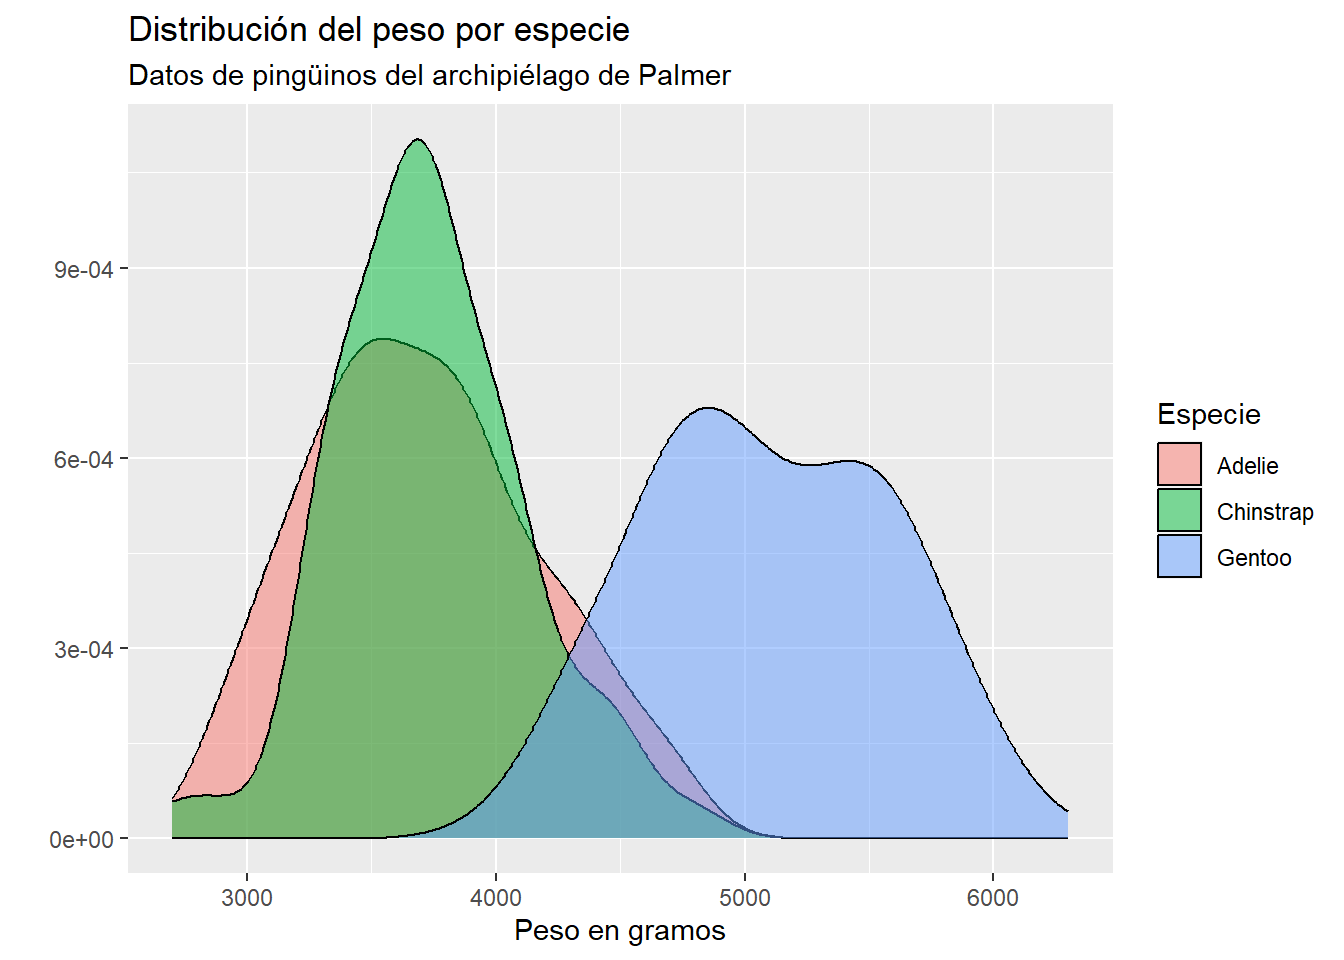 Distribución del peso por especie
Datos de pingüinos del archipiélago de Palmer
9e-04
6e-04
3e-04
0e+00
3000 4000 5000 6000
Peso en gramos
Especie
Adelie
Chinstrap
Gentoo